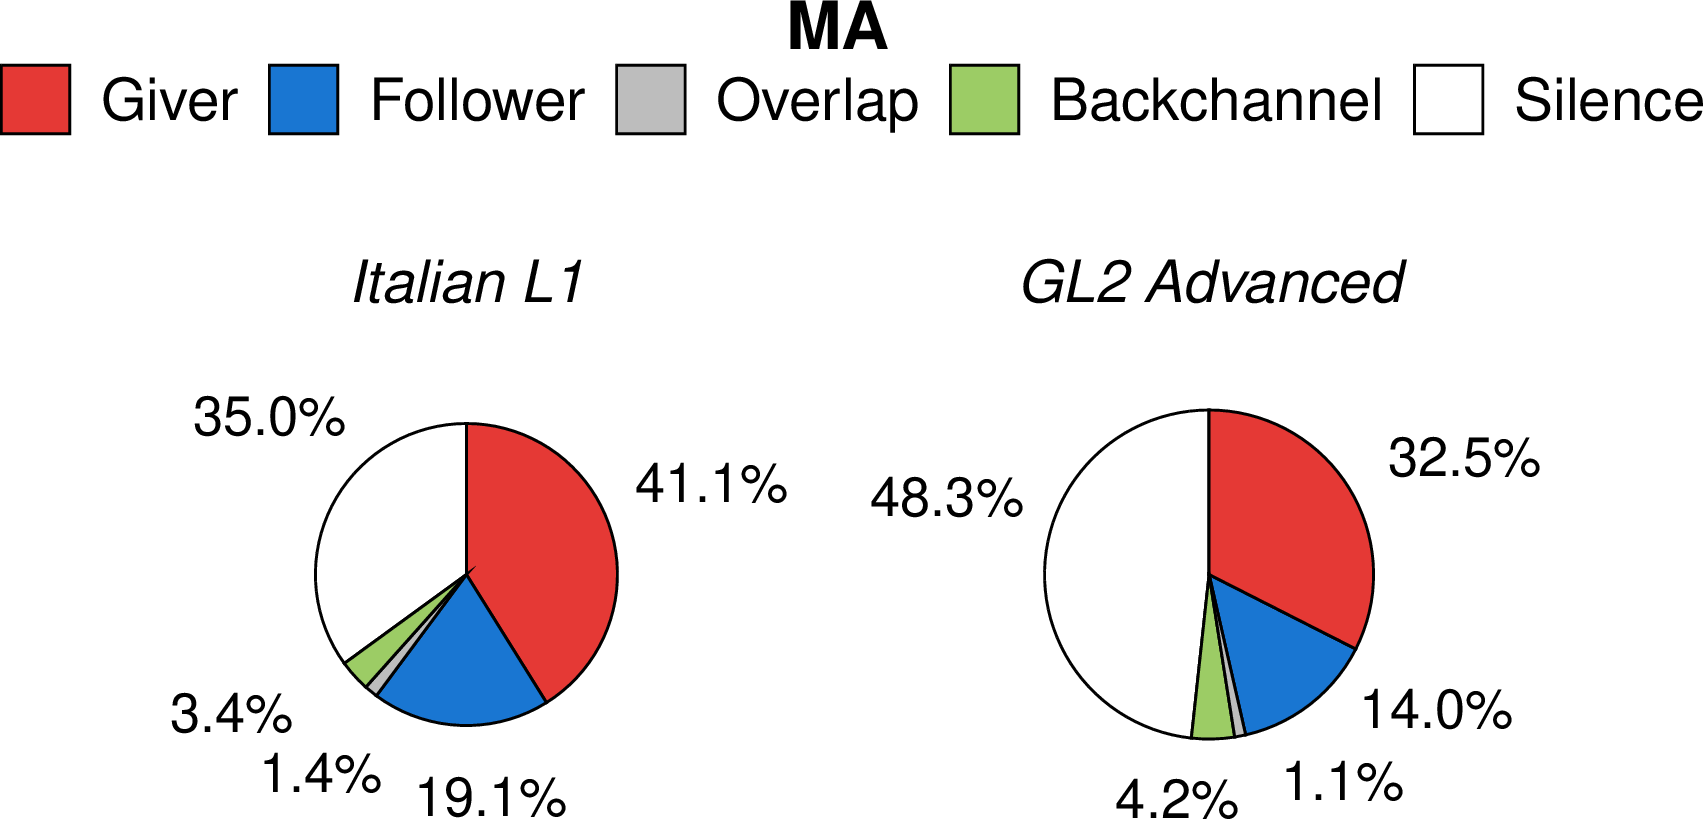 MA
Giver Follower Overlap Backchannel Silence
Italian L1
35.0%
41.1%
3.4%
1.4%
19.1%
GL2 Advanced
32.5%
48.3%
14.0%
1.1%
4.2%